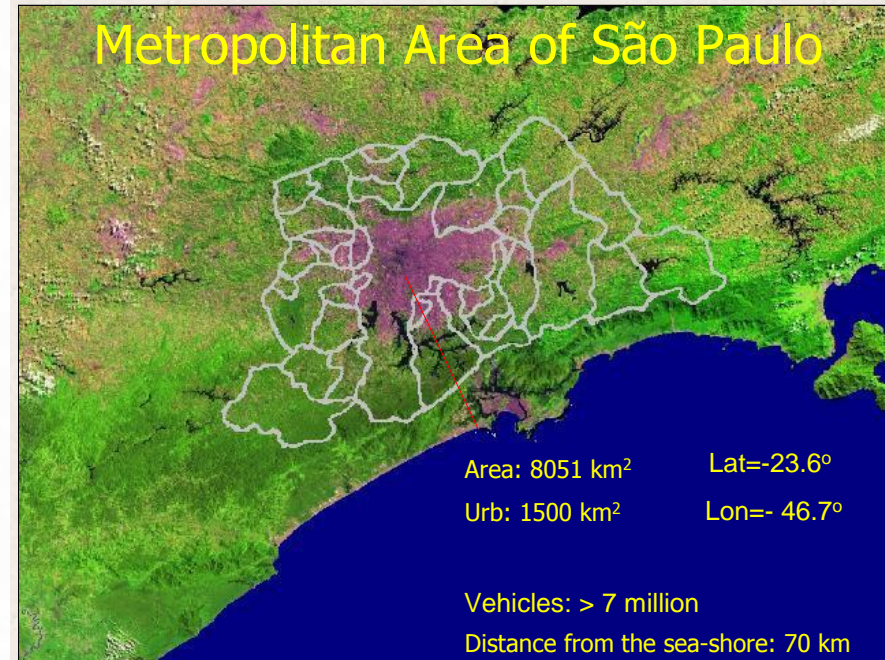 Metropolitan Area of São Paulo
Area: 8051 km²
Lat=-23.6º
Urb: 1500 km²
Lon=- 46.7º
Vehicles: > 7 million
Distance from the sea-shore: 70 km